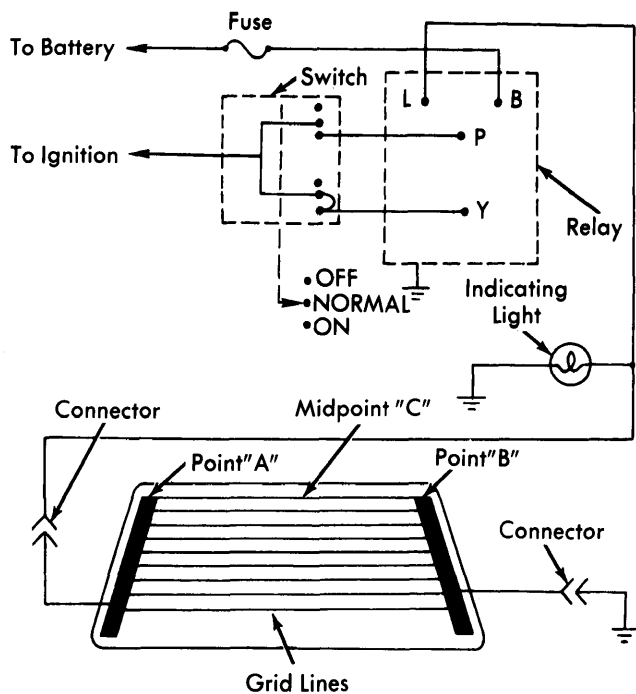 Fuse
To Battery
Switch
L B
To Ignition
P
Y
Relay
OFF
NORMAL
ON
Indicating
Light
Connector
Midpoint "C"
Point"A"
Point"B"
Connector
Grid Lines